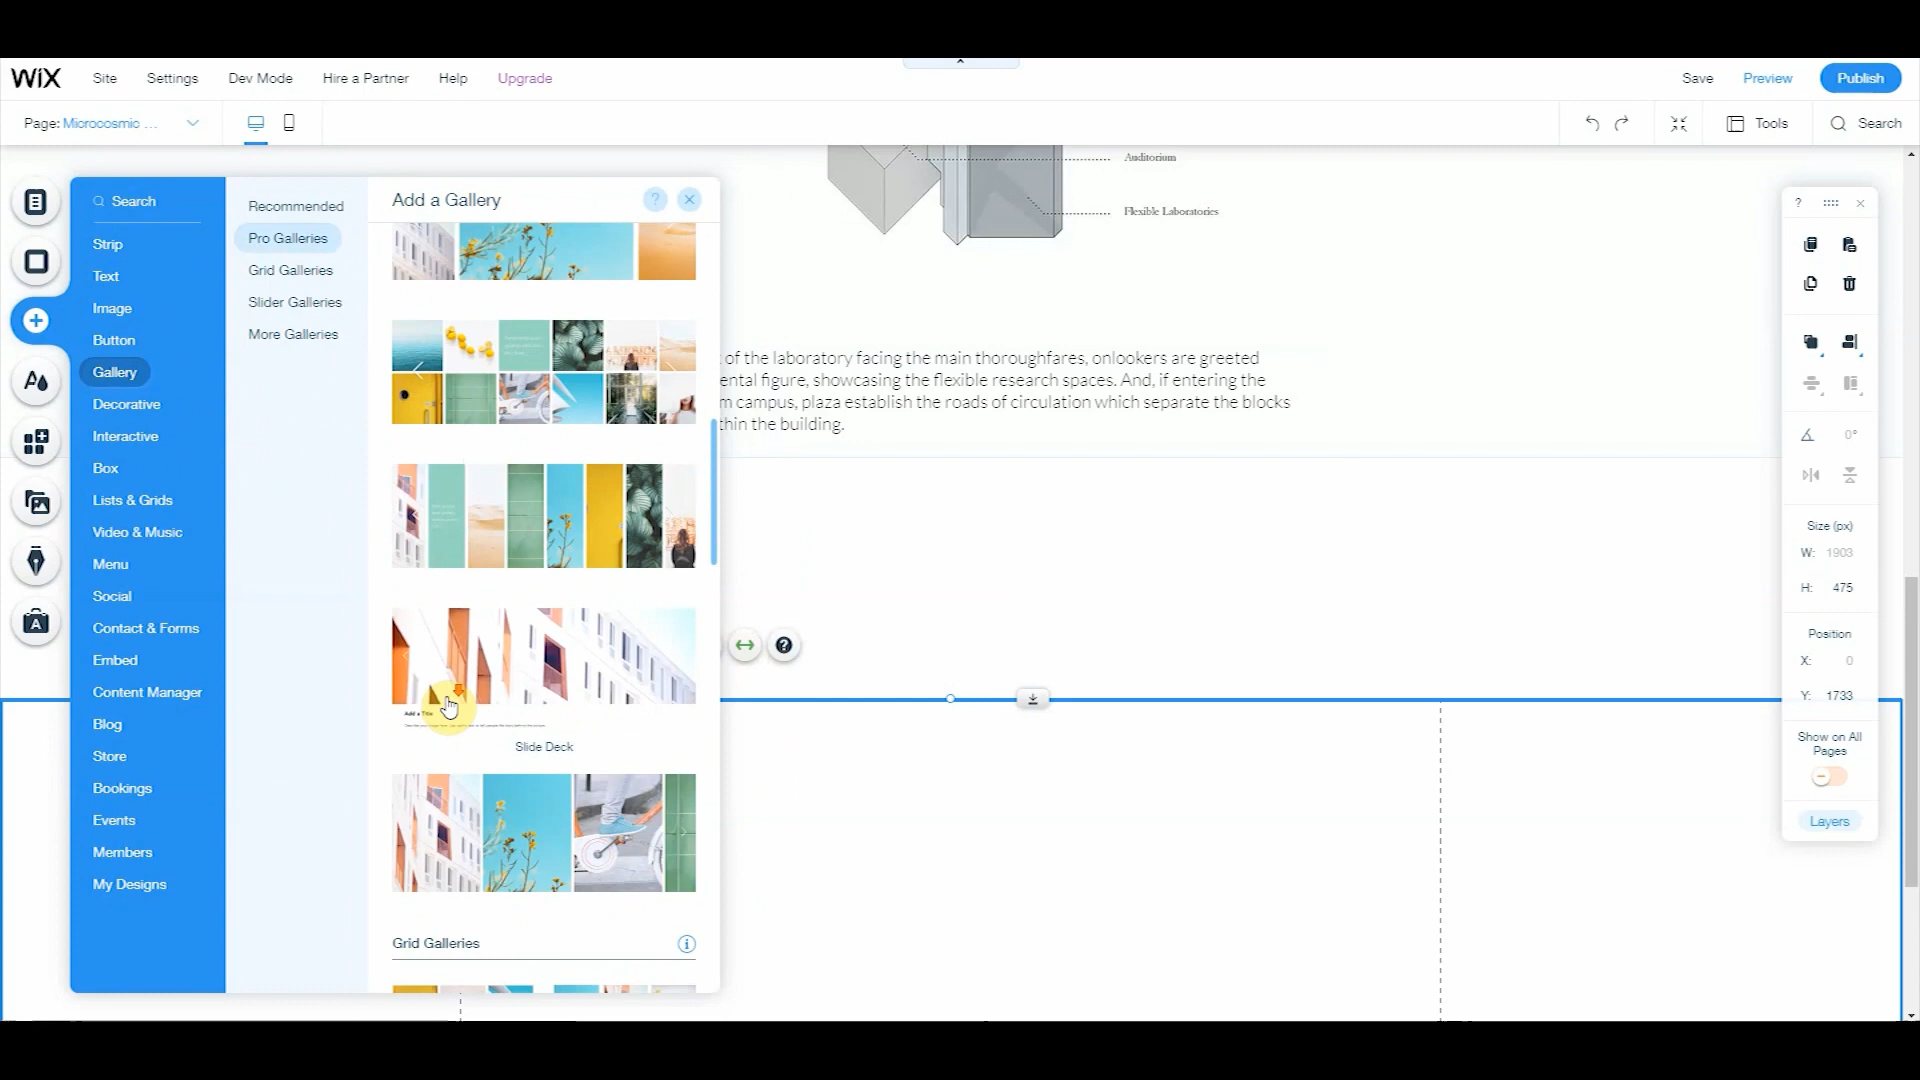 WiX
Site
Settings
Dev Mode
Hire a Partner
Help
Upgrade
Save
Preview
Publish
Page: Microcosmic ...
Tools
Search
Search
Strip
Text
Image
Button
Gallery
Decorative
Interactive
Box
Lists & Grids
Video & Music
Menu
Social
Contact & Forms
Embed
Content Manager
Blog
Store
Bookings
Events
Members
My Designs
Recommended
Pro Galleries
Grid Galleries
Slider Galleries
More Galleries
Add a Gallery
?
Add a Title
Slide Deck
Grid Galleries
Auditorium
Flexible Laboratories
of the laboratory facing the main thoroughfares, onlookers are greeted
ental figure, showcasing the flexible research spaces. And, if entering the
m campus, plaza establish the roads of circulation which separate the blocks
thin the building.
?
?
0°
Size (px)
W: 1903
H: 475
Position
X: 0
Y: 1733
Show on All
Pages
Layers